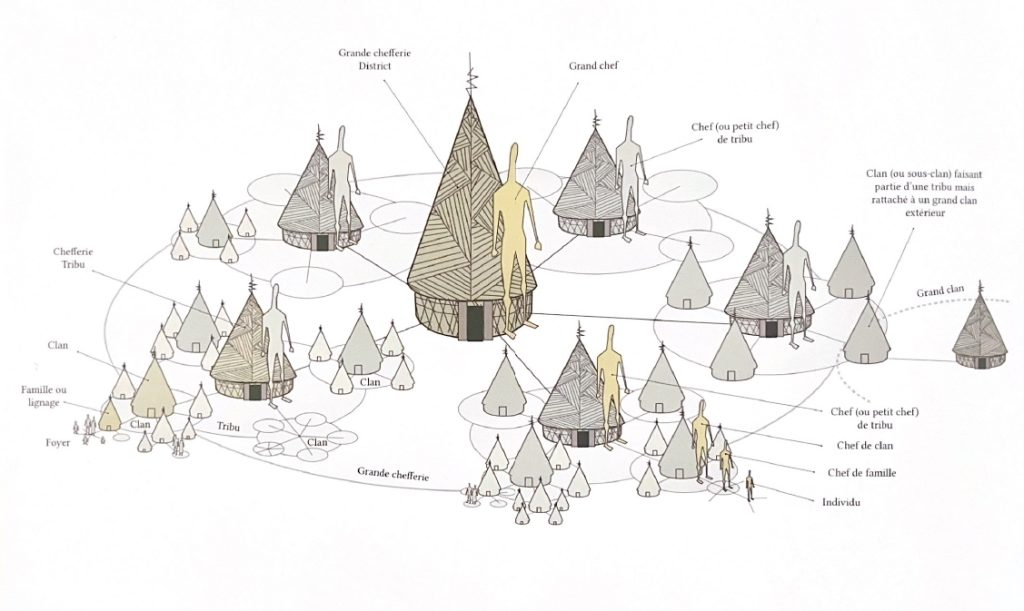 Grande chefferie
District
Grand chef
Chef (ou petit chef)
de tribu
Clan (ou sous-clan) faisant
partie d'une tribu mais
rattaché à un grand clan
extérieur
Chefferie
Tribu
Grand clan
Clan
Clan
Famille ou
lignage
Clan
Tribu
Clan
Foyer
Grande chefferie
Chef (ou petit chef)
de tribu
Chef de clan
Chef de famille
Individu